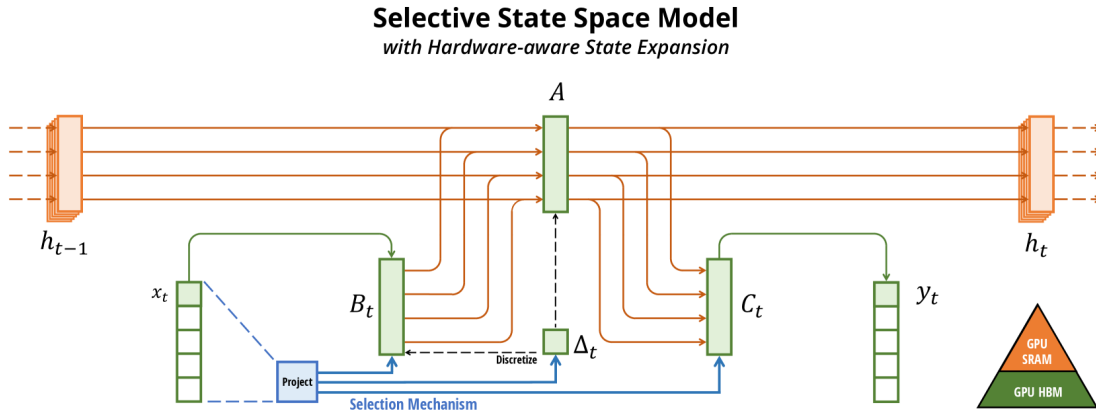 Selective State Space Model
with Hardware-aware State Expansion
A
h_{t-1}
h_t
x_t
B_t
C_t
y_t
Δ_t
Discretize
Project
Selection Mechanism
GPU
SRAM
GPU HBM